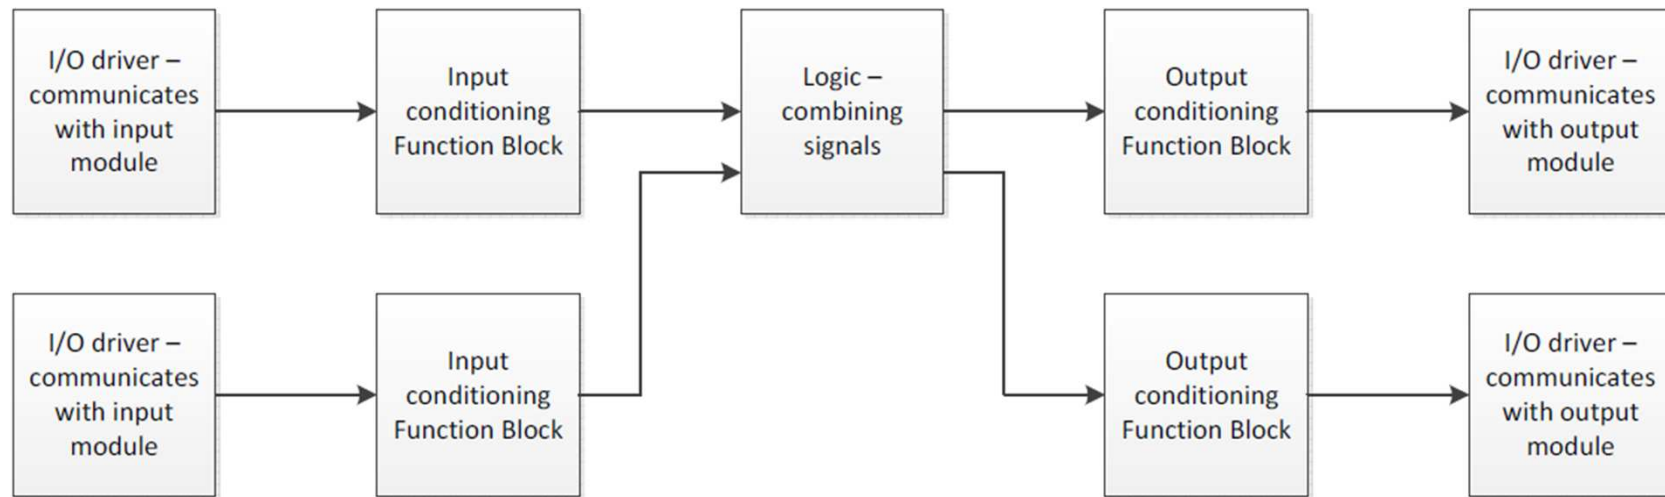 I/O driver –
communicates
with input
module
Input
conditioning
Function Block
Logic –
combining
signals
Output
conditioning
Function Block
I/O driver –
communicates
with output
module
I/O driver –
communicates
with input
module
Input
conditioning
Function Block
Output
conditioning
Function Block
I/O driver –
communicates
with output
module